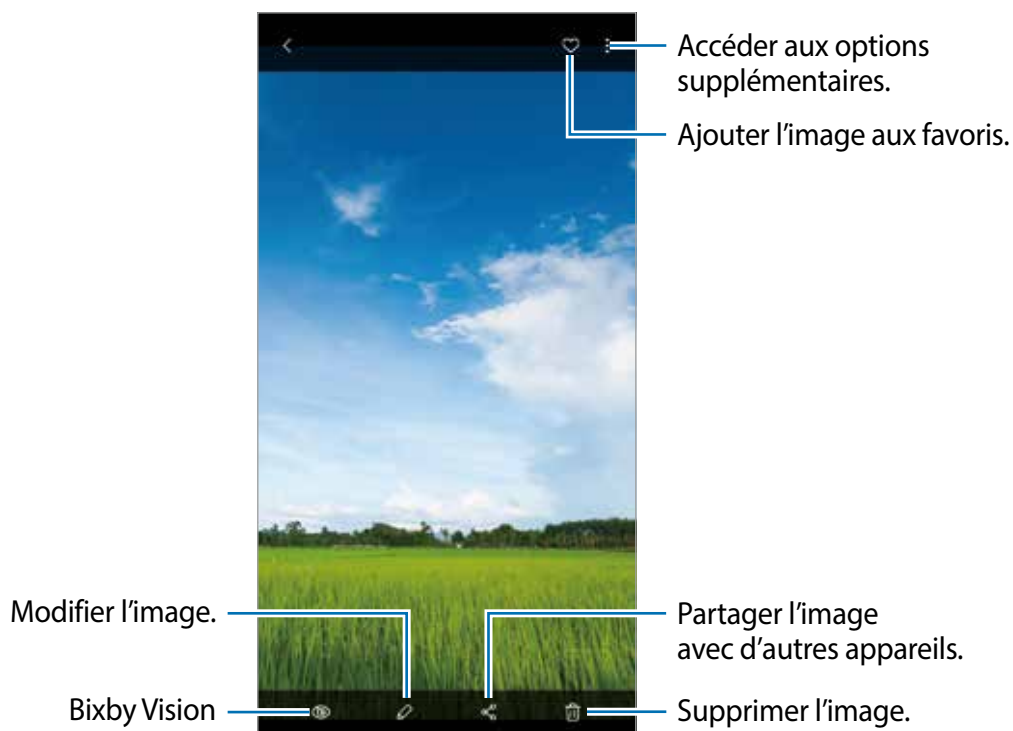 Accéder aux options
supplémentaires.
Ajouter l’image aux favoris.
Modifier l’image.
Partager l’image
avec d’autres appareils.
Bixby Vision
Supprimer l’image.